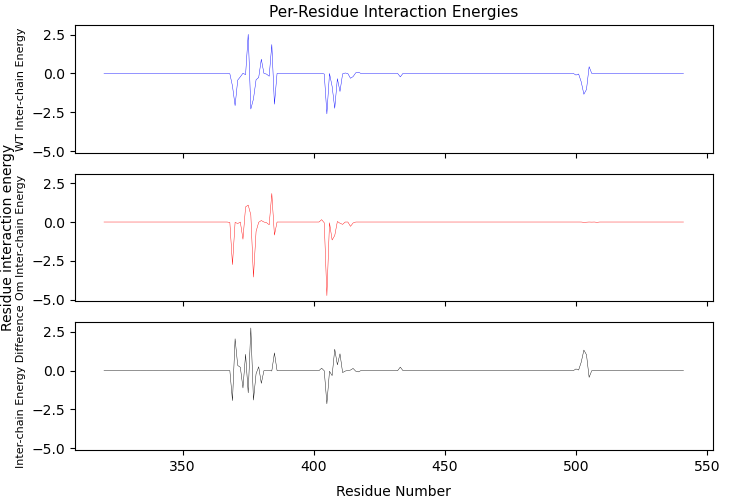 Per-Residue Interaction Energies
Residue interaction energy
WT Inter-chain Energy
2.5
0.0
−2.5
−5.0
Om Inter-chain Energy
2.5
0.0
−2.5
−5.0
Inter-chain Energy Difference
2.5
0.0
−2.5
−5.0
350
400
450
500
550
Residue Number